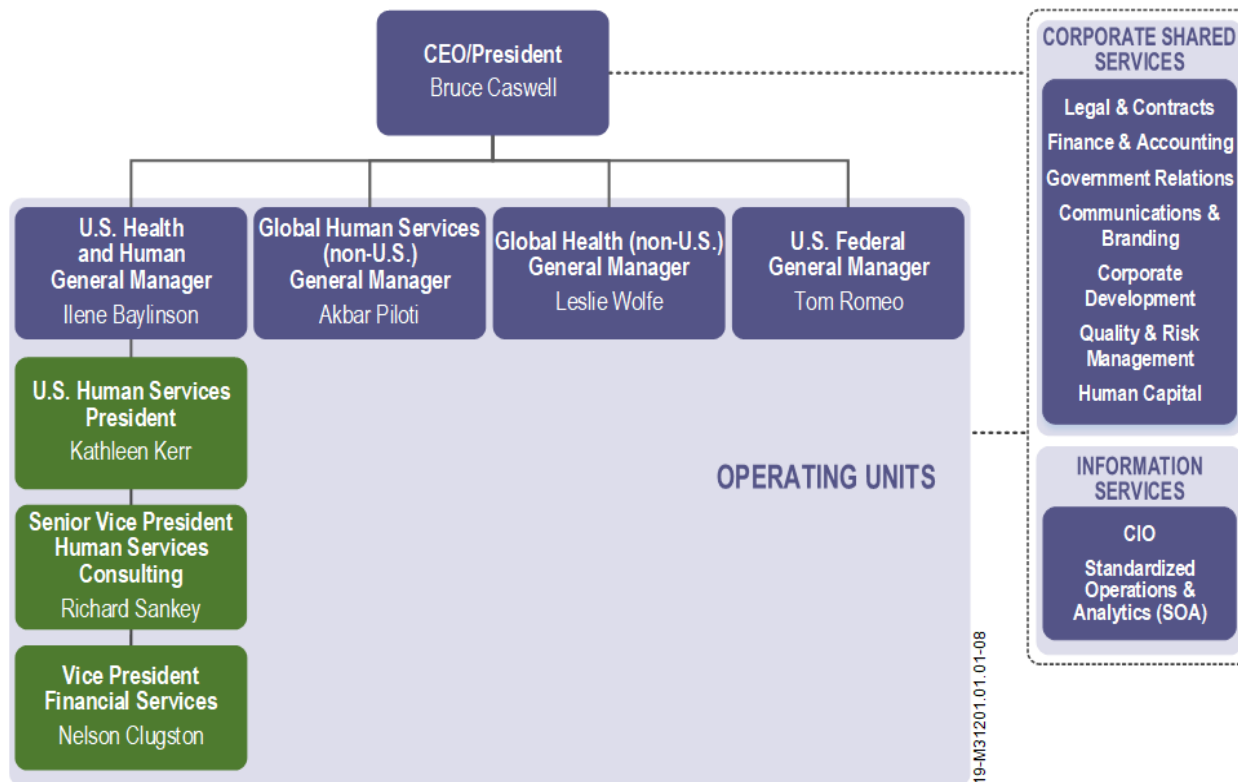 CEO/President
Bruce Caswell
U.S. Health
and Human
General Manager
Ilene Baylinson
Global Human Services
(non-U.S.)
General Manager
Akbar Piloti
Global Health (non-U.S.)
General Manager
Leslie Wolfe
U.S. Federal
General Manager
Tom Romeo
U.S. Human Services
President
Kathleen Kerr
Senior Vice President
Human Services
Consulting
Richard Sankey
Vice President
Financial Services
Nelson Clugston
OPERATING UNITS
19-M31201.01.01-08
CORPORATE SHARED
SERVICES
Legal & Contracts
Finance & Accounting
Government Relations
Communications &
Branding
Corporate
Development
Quality & Risk
Management
Human Capital
INFORMATION
SERVICES
CIO
Standardized
Operations &
Analytics (SOA)